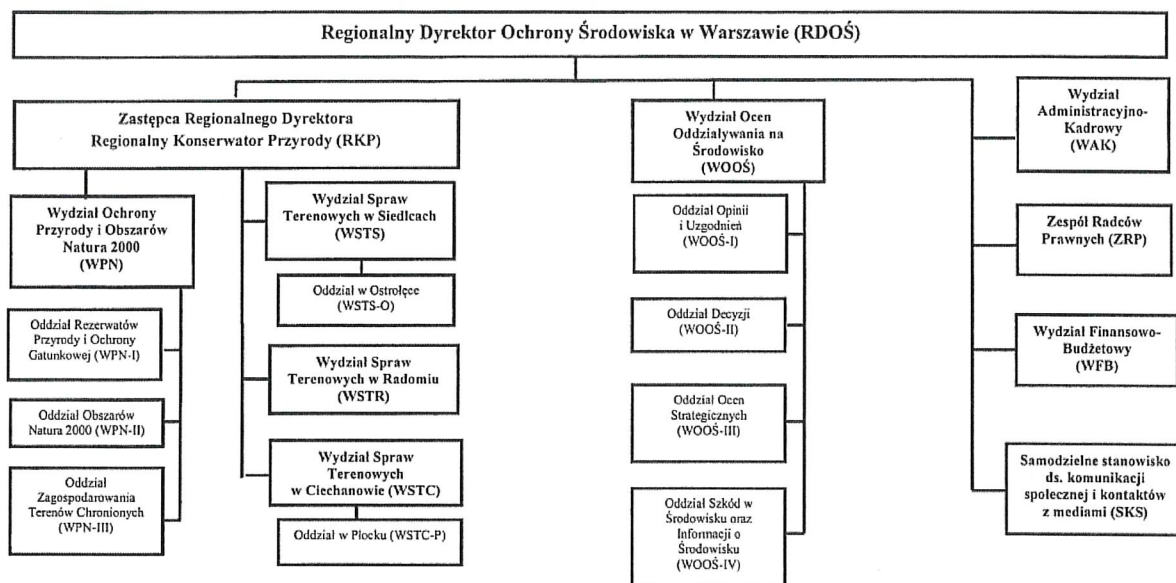 Regionalny Dyrektor Ochrony Środowiska w Warszawie (RDOŚ)
Zastępca Regionalnego Dyrektora
Regionalny Konserwator Przyrody (RKP)
Wydział Ochrony
Przyrody i Obszarów
Natura 2000
(WPN)
Oddział Rezerwatów
Przyrody i Ochrony
Gatunkowej (WPN-I)
Oddział Obszarów
Natura 2000 (WPN-II)
Oddział
Zagospodarowania
Terenów Chronionych
(WPN-III)
Wydział Spraw
Terenowych w Siedlcach
(WSTS)
Oddział w Ostrołęce
(WSTS-O)
Wydział Spraw
Terenowych w Radomiu
(WSTR)
Wydział Spraw
Terenowych
w Ciechanowie (WSTC)
Oddział w Płocku (WSTC-P)
Wydział Ocen
Oddziaływania na
Środowisko
(WOOŚ)
Oddział Opinii
i Uzgodnień
(WOOŚ-I)
Oddział Decyzji
(WOOŚ-II)
Oddział Ocen
Strategicznych
(WOOŚ-III)
Oddział Szkód w
Środowisku oraz
Informacji o
Środowisku
(WOOŚ-IV)
Wydział
Administracyjno-
Kadrowy
(WAK)
Zespół Radców
Prawnych (ZRP)
Wydział Finansowo-
Budżetowy
(WFB)
Samodzielne stanowisko
ds. komunikacji
społecznej i kontaktów
z mediami (SKS)